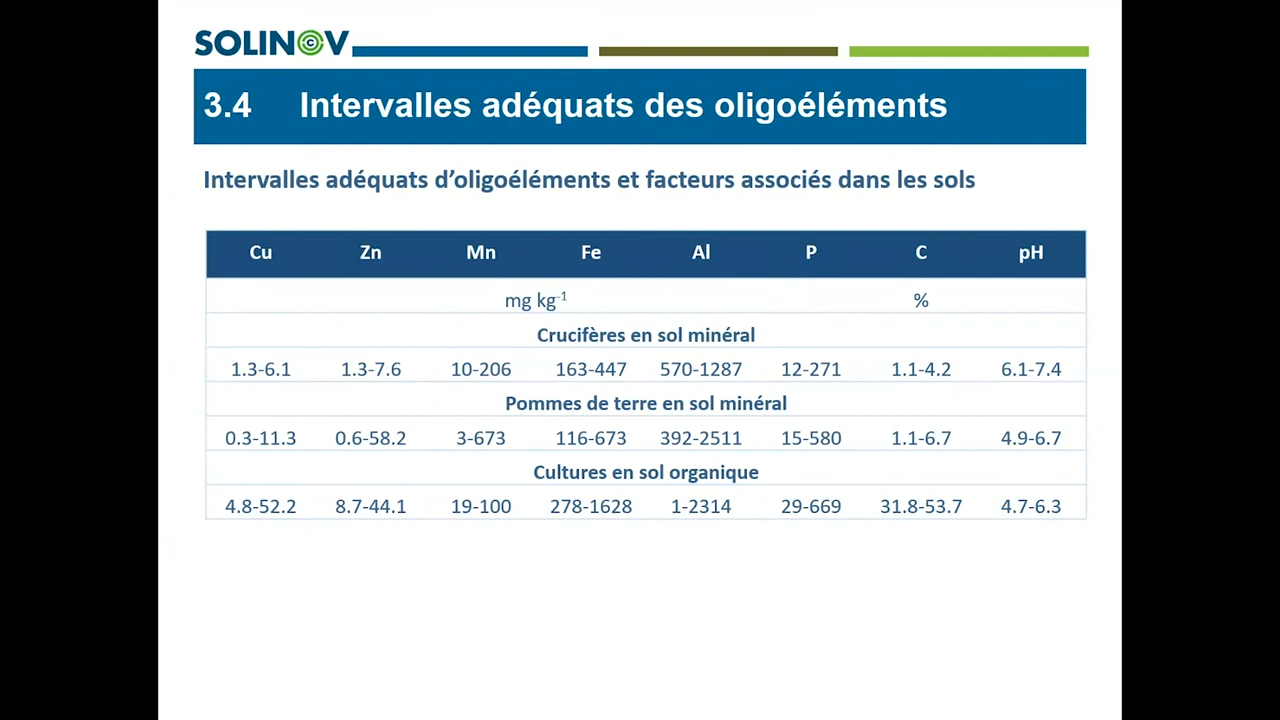 SOLINOV
3.4 Intervalles adéquats des oligoéléments
Intervalles adéquats d’oligoéléments et facteurs associés dans les sols
Cu Zn Mn Fe Al P C pH
mg kg⁻¹ %
Crucifères en sol minéral
1.3-6.1 1.3-7.6 10-206 163-447 570-1287 12-271 1.1-4.2 6.1-7.4
Pommes de terre en sol minéral
0.3-11.3 0.6-58.2 3-673 116-673 392-2511 15-580 1.1-6.7 4.9-6.7
Cultures en sol organique
4.8-52.2 8.7-44.1 19-100 278-1628 1-2314 29-669 31.8-53.7 4.7-6.3